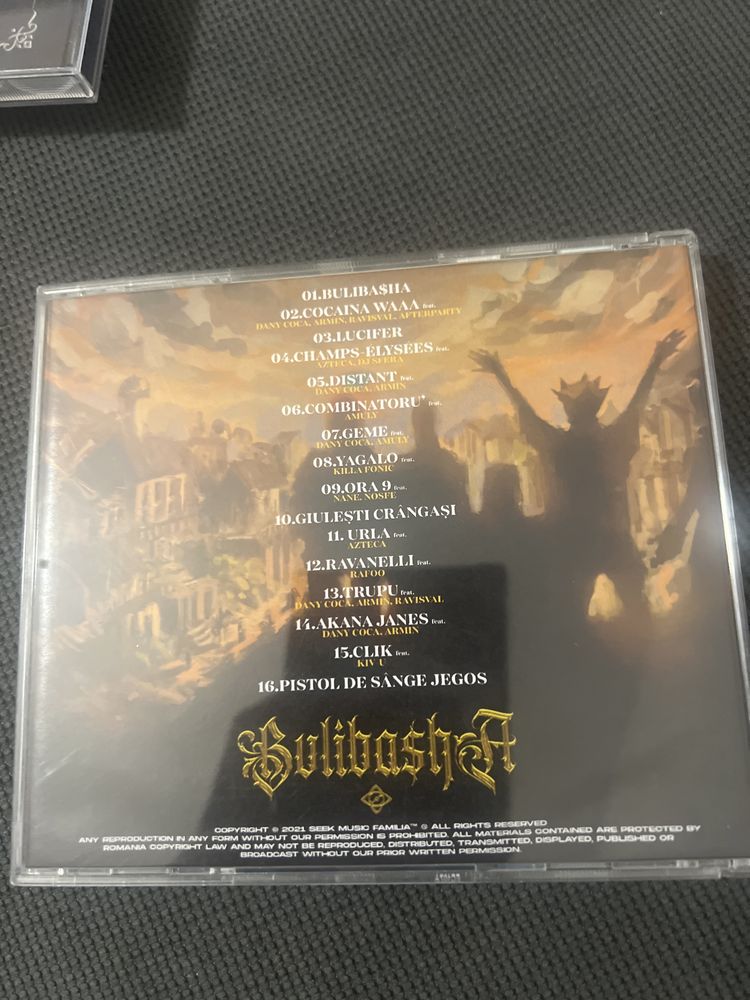 01.BULIBA$HA
02.COCAINA WAAA feat.
DANY COCA, ARMIN, RAVISVAL, AFTERPARTY
03.LUCIFER
04.CHAMPS-ÉLYSÉES feat.
AZTECA, DJ SFERA
05.DISTANT feat.
DANY COCA, ARMIN
06.COMBINATORU* feat.
AMULY
07.GEME feat.
DANY COCA, AMULY
08.YAGALO feat.
KILLA FONIC
09.ORA 9 feat.
NANE, NOSFE
10.GIULEȘTI CRÂNGAȘI
11. URLA feat.
AZTECA
12.RAVANELLI feat.
RAFOO
13.TRUPU feat.
DANY COCA, ARMIN, RAVISVAL
14.AKANA JANES feat.
DANY COCA, ARMIN
15.CLIK feat.
KIV U
16.PISTOL DE SÂNGE JEGOS
Buliba$hA
COPYRIGHT © 2021 SEEK MUSIC FAMILIA™ ® ALL RIGHTS RESERVED
ANY REPRODUCTION IN ANY FORM WITHOUT OUR PERMISSION IS PROHIBITED. ALL MATERIALS CONTAINED ARE PROTECTED BY
ROMANIA COPYRIGHT LAW AND MAY NOT BE REPRODUCED, DISTRIBUTED, TRANSMITTED, DISPLAYED, PUBLISHED OR
BROADCAST WITHOUT OUR PRIOR WRITTEN PERMISSION.